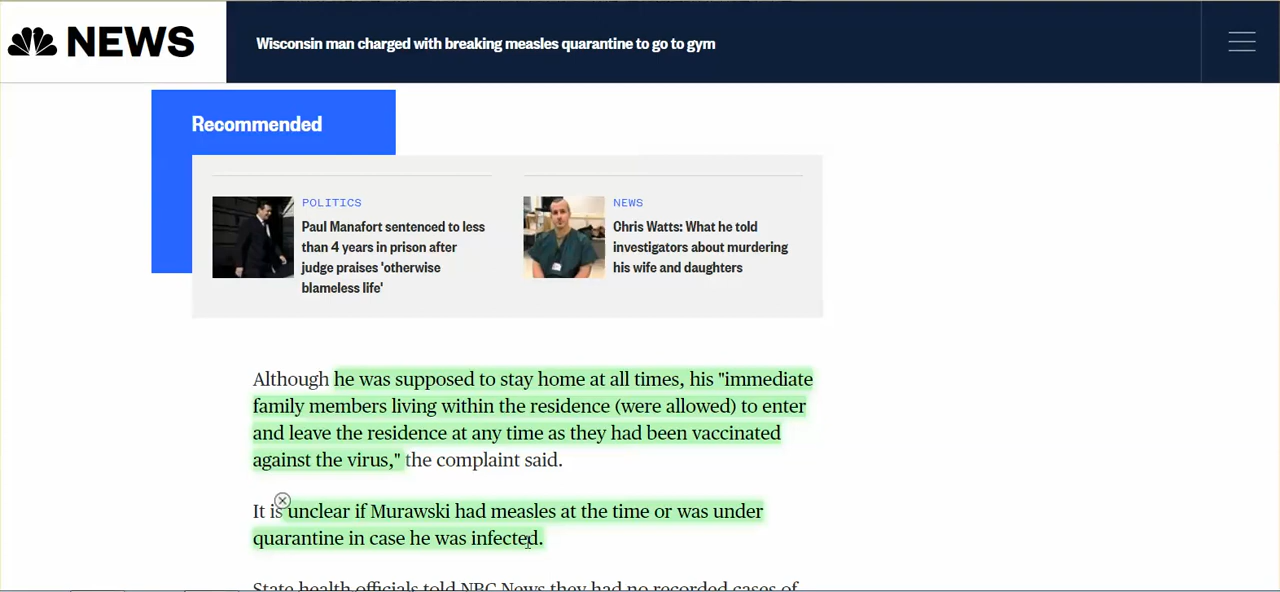 NEWS
Wisconsin man charged with breaking measles quarantine to go to gym
Recommended
POLITICS
Paul Manafort sentenced to less
than 4 years in prison after
judge praises 'otherwise
blameless life'
NEWS
Chris Watts: What he told
investigators about murdering
his wife and daughters
Although he was supposed to stay home at all times, his "immediate
family members living within the residence (were allowed) to enter
and leave the residence at any time as they had been vaccinated
against the virus," the complaint said.
It is unclear if Murawski had measles at the time or was under
quarantine in case he was infected.
State health officials told NBC News they had no recorded cases of